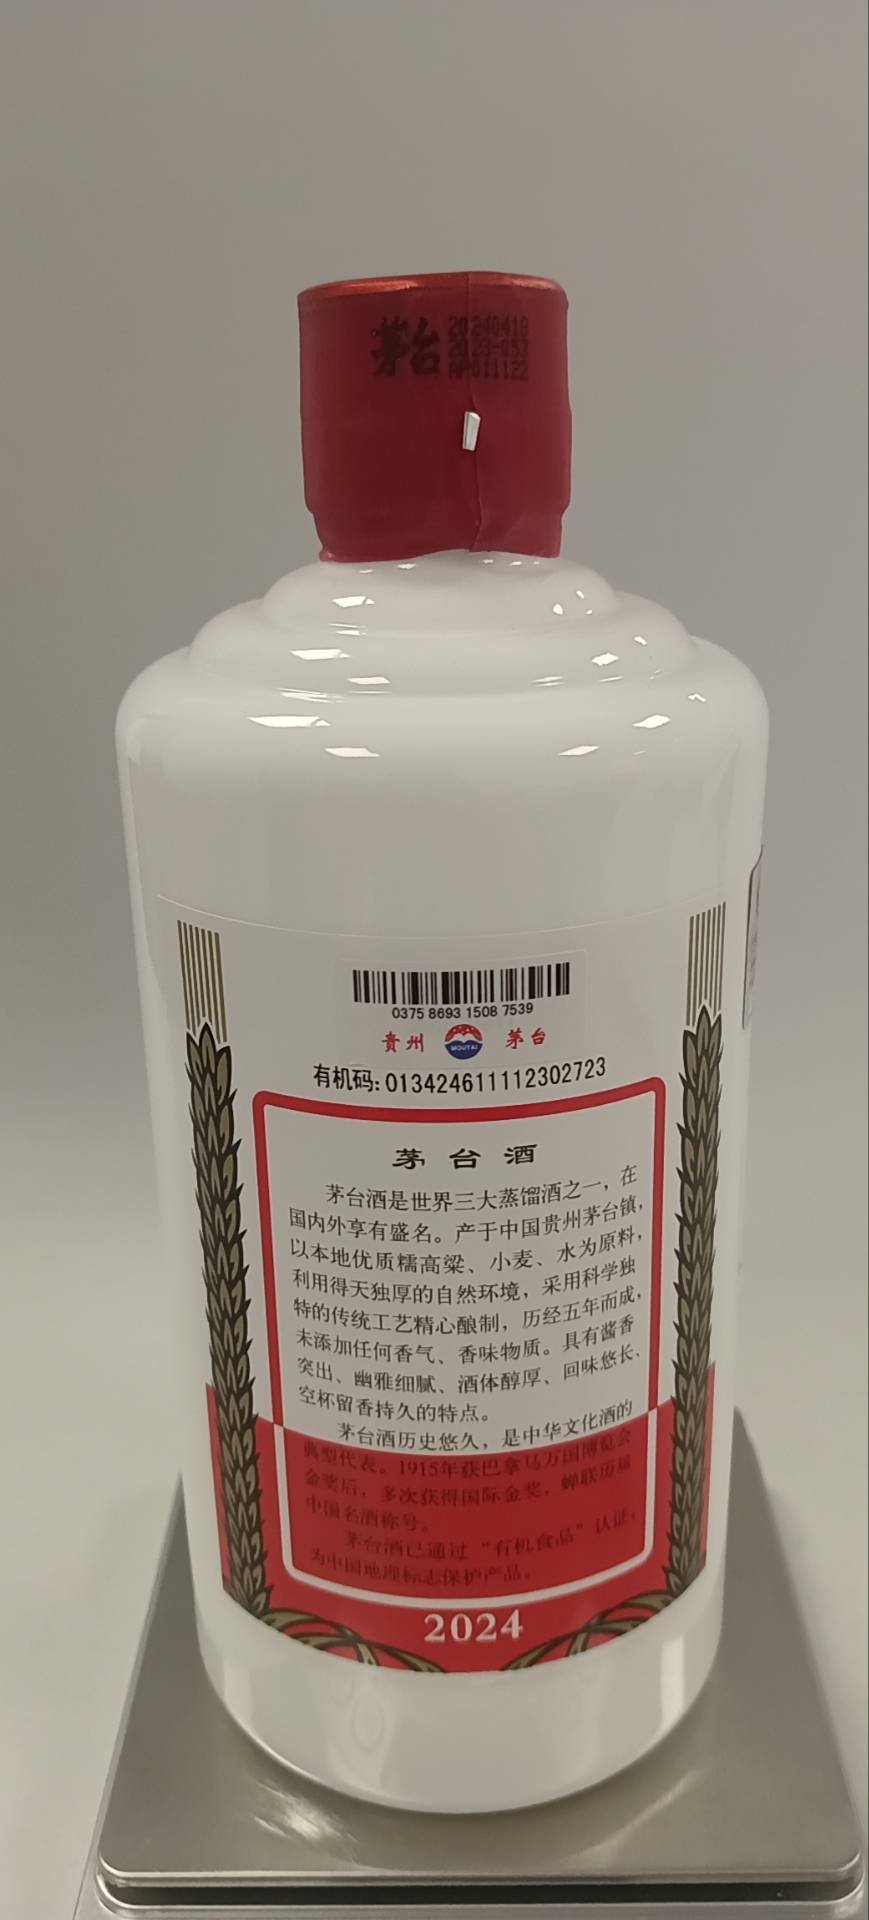 茅台
20240418
2023-053
AP011122
0375 8693 1508 7539
贵州 MOUTAI 茅台
有机码:013424611112302723
茅台酒
茅台酒是世界三大蒸馏酒之一，在
国内外享有盛名。产于中国贵州茅台镇，
以本地优质糯高粱、小麦、水为原料，
利用得天独厚的自然环境，采用科学独
特的传统工艺精心酿制，历经五年而成，
未添加任何香气、香味物质。具有酱香
突出、幽雅细腻、酒体醇厚、回味悠长、
空杯留香持久的特点。
茅台酒历史悠久，是中华文化酒的
典型代表。1915年获巴拿马万国博览会
金奖后，多次获得国际金奖，蝉联历届
中国名酒称号。
茅台酒已通过“有机食品”认证，
为中国地理标志保护产品。
2024